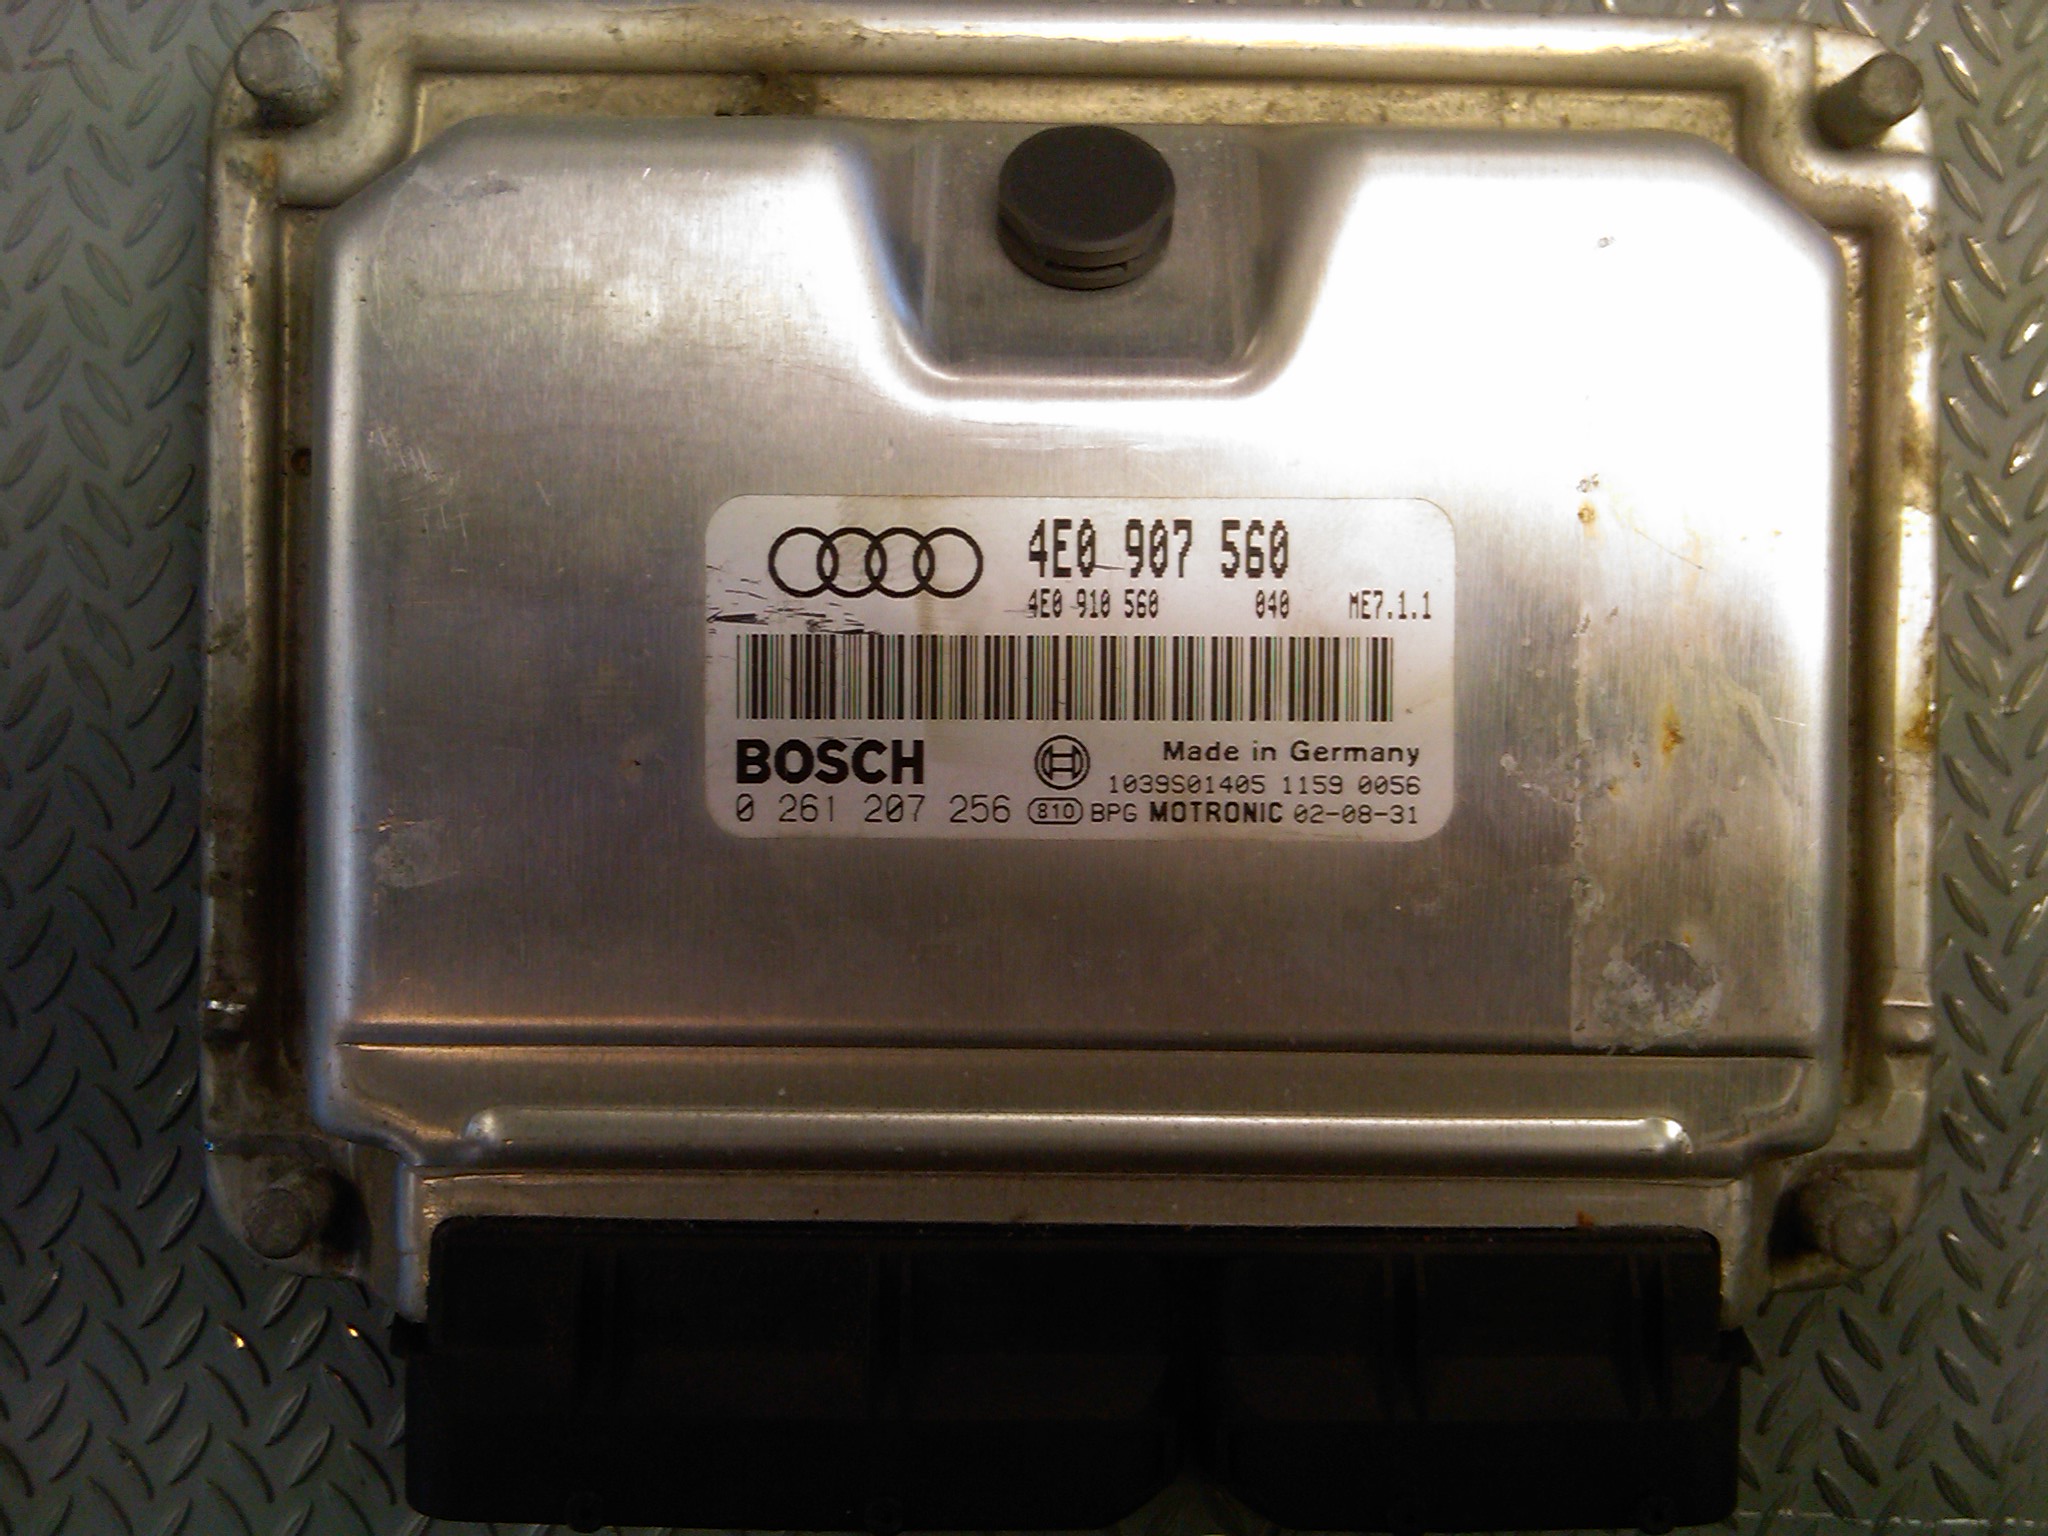 4E0 907 560
4E0 910 560 040 ME7.1.1
BOSCH
Made in Germany
1039S01405 1159 0056
0 261 207 256 810 BPG MOTRONIC 02-08-31